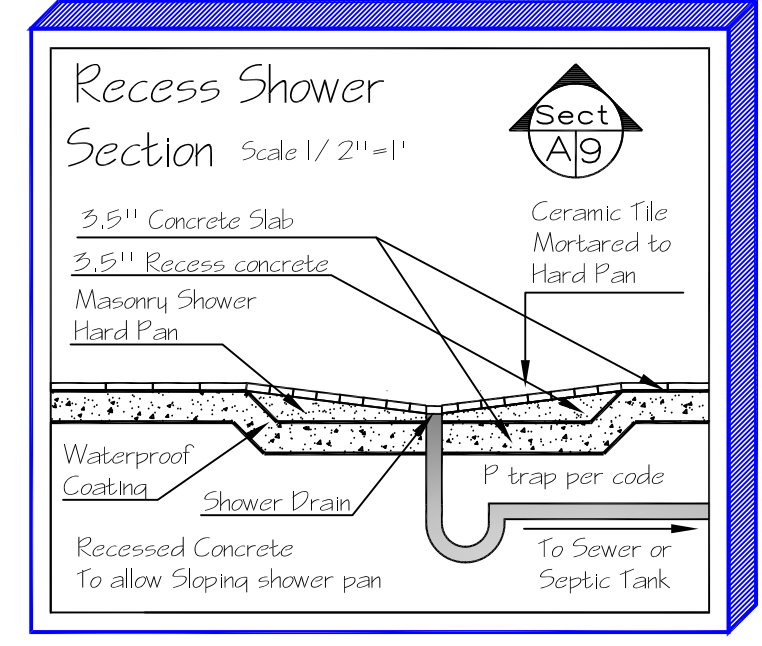 Recess Shower
Section Scale 1/2"=1'
Sect
A 9
3.5" Concrete Slab
3.5" Recess concrete
Masonry Shower
Hard Pan
Ceramic Tile
Mortared to
Hard Pan
Waterproof
Coating
Shower Drain
P trap per code
Recessed Concrete
To allow Sloping shower pan
To Sewer or
Septic Tank